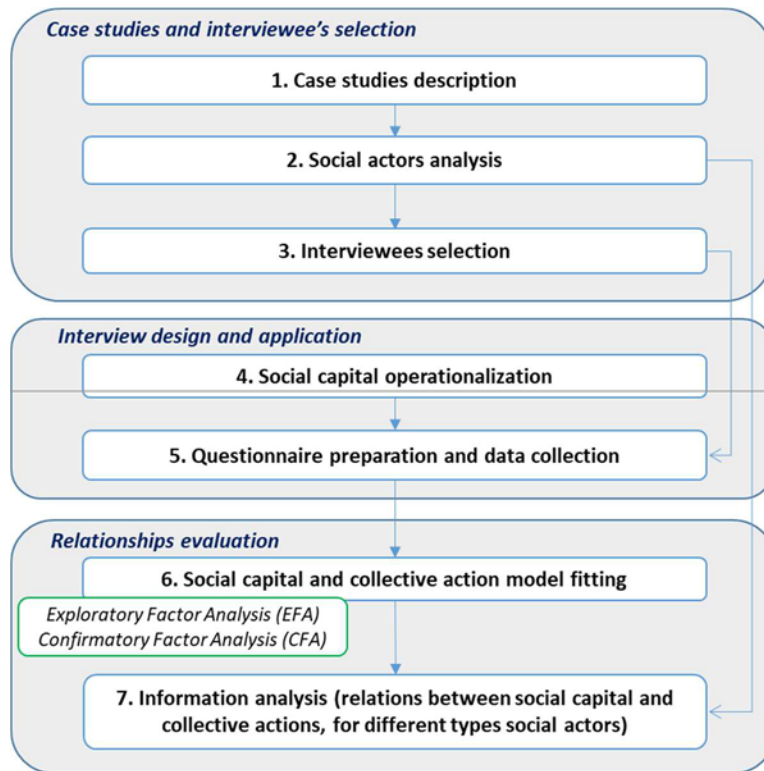 Case studies and interviewee's selection
1. Case studies description
2. Social actors analysis
3. Interviewees selection
Interview design and application
4. Social capital operationalization
5. Questionnaire preparation and data collection
Relationships evaluation
6. Social capital and collective action model fitting
Exploratory Factor Analysis (EFA)
Confirmatory Factor Analysis (CFA)
7. Information analysis (relations between social capital and
collective actions, for different types social actors)